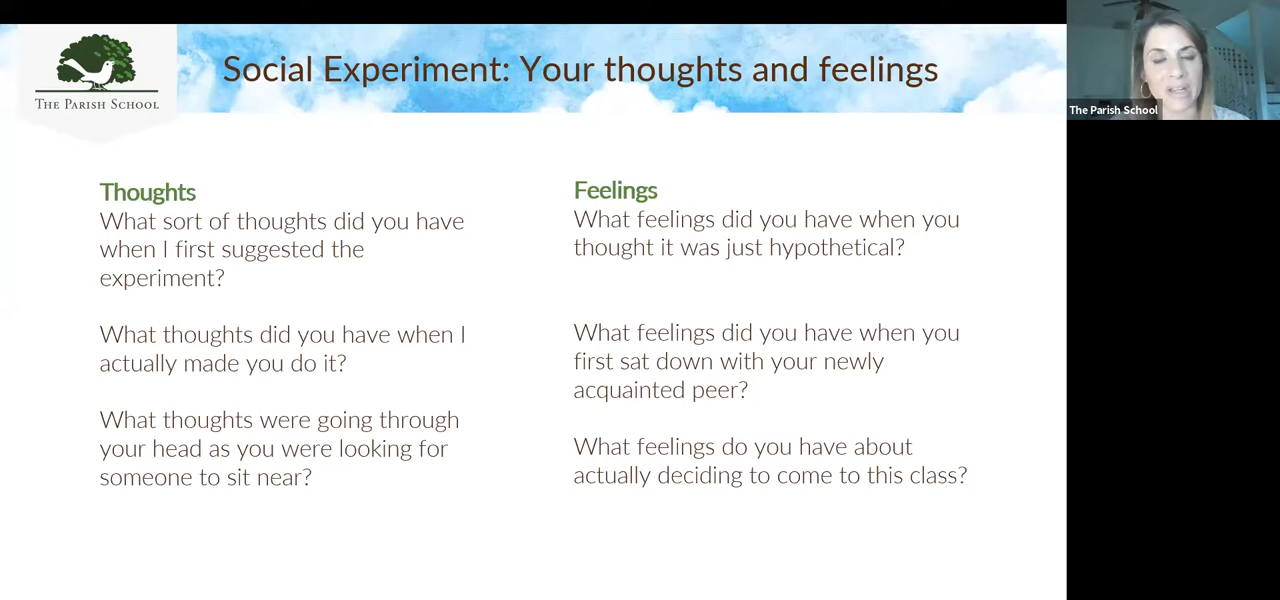 Social Experiment: Your thoughts and feelings
THE PARISH SCHOOL
The Parish School
Thoughts
What sort of thoughts did you have
when I first suggested the
experiment?
What thoughts did you have when I
actually made you do it?
What thoughts were going through
your head as you were looking for
someone to sit near?
Feelings
What feelings did you have when you
thought it was just hypothetical?
What feelings did you have when you
first sat down with your newly
acquainted peer?
What feelings do you have about
actually deciding to come to this class?